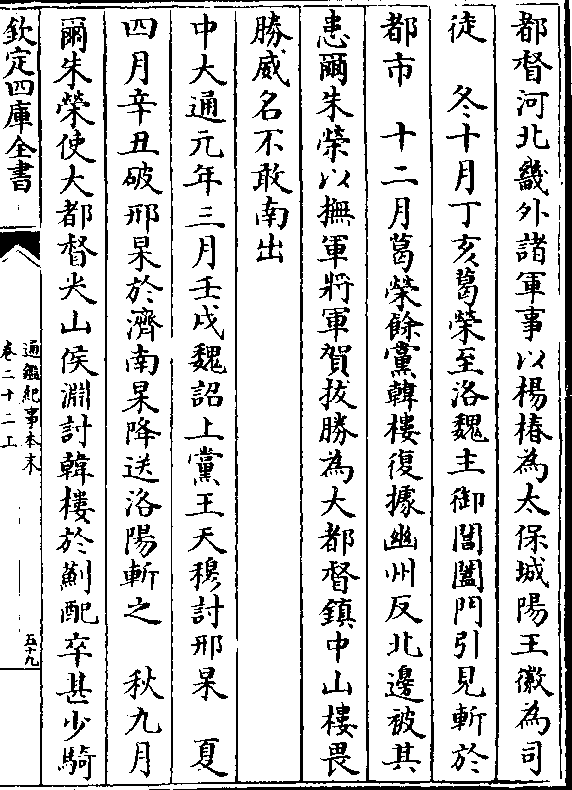 都督河北畿外諸軍事以楊椿為太保城陽王徽為司
徒　冬十月丁亥葛榮至洛魏主御閶闔門引見斬於
都市　十二月葛榮餘黨韓樓復據幽州反北邊被其
患爾朱榮以撫軍將軍賀拔勝為大都督鎮中山樓畏
勝威名不敢南出
中大通元年三月壬戌魏詔上黨王天穆討邢杲　夏
四月辛丑破邢杲於濟南杲降送洛陽斬之　秋九月
爾朱榮使大都督尖山侯淵討韓樓於薊配卒甚少騎
欽定四庫全書
通鑑紀事本末
卷二十二上
五十九